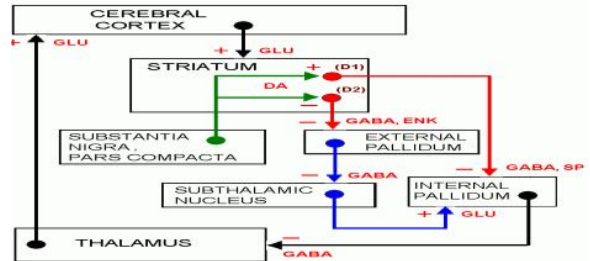 CEREBRAL
CORTEX
+ GLU
+ GLU
STRIATUM
+ (D1)
DA
(D2)
−
− GABA, ENK
SUBSTANTIA
NIGRA,
PARS COMPACTA
EXTERNAL
PALLIDUM
− GABA
− GABA, SP
SUBTHALAMIC
NUCLEUS
INTERNAL
PALLIDUM
+ GLU
THALAMUS
−
GABA